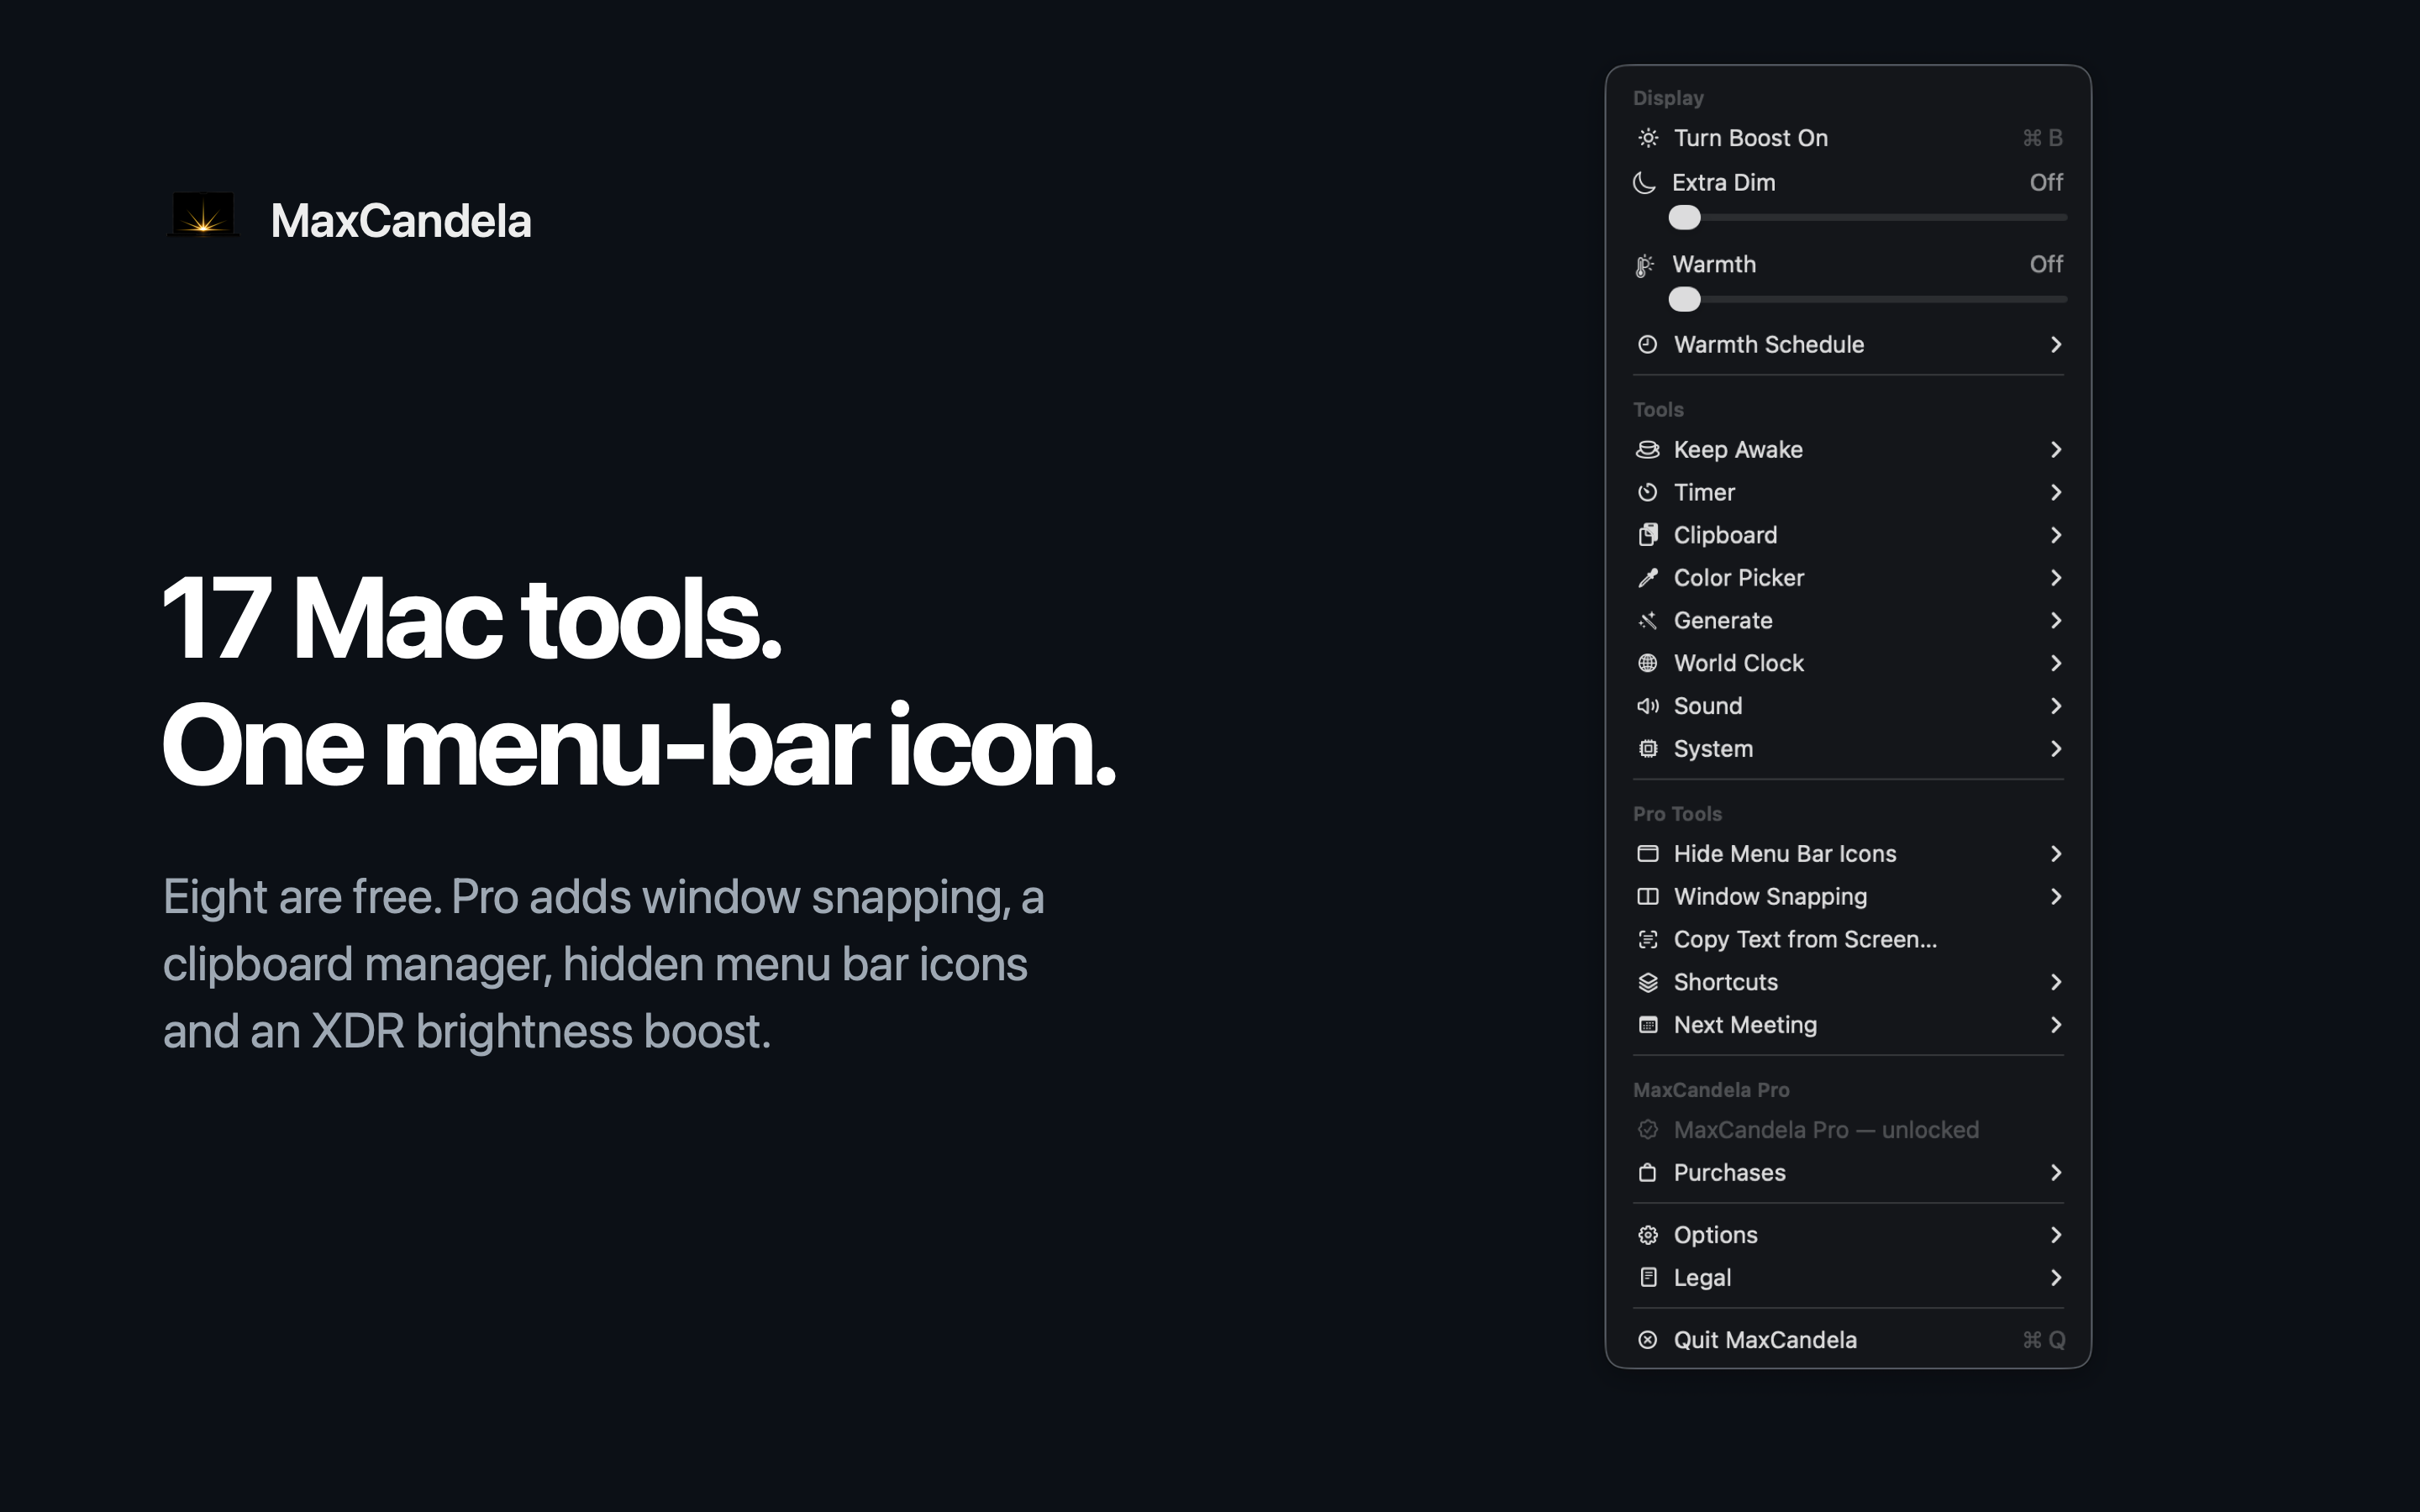 MaxCandela
17 Mac tools.
One menu-bar icon.
Eight are free. Pro adds window snapping, a
clipboard manager, hidden menu bar icons
and an XDR brightness boost.
Display
Turn Boost On ⌘ B
Extra Dim Off
Warmth Off
Warmth Schedule
Tools
Keep Awake
Timer
Clipboard
Color Picker
Generate
World Clock
Sound
System
Pro Tools
Hide Menu Bar Icons
Window Snapping
Copy Text from Screen...
Shortcuts
Next Meeting
MaxCandela Pro
MaxCandela Pro — unlocked
Purchases
Options
Legal
Quit MaxCandela ⌘ Q